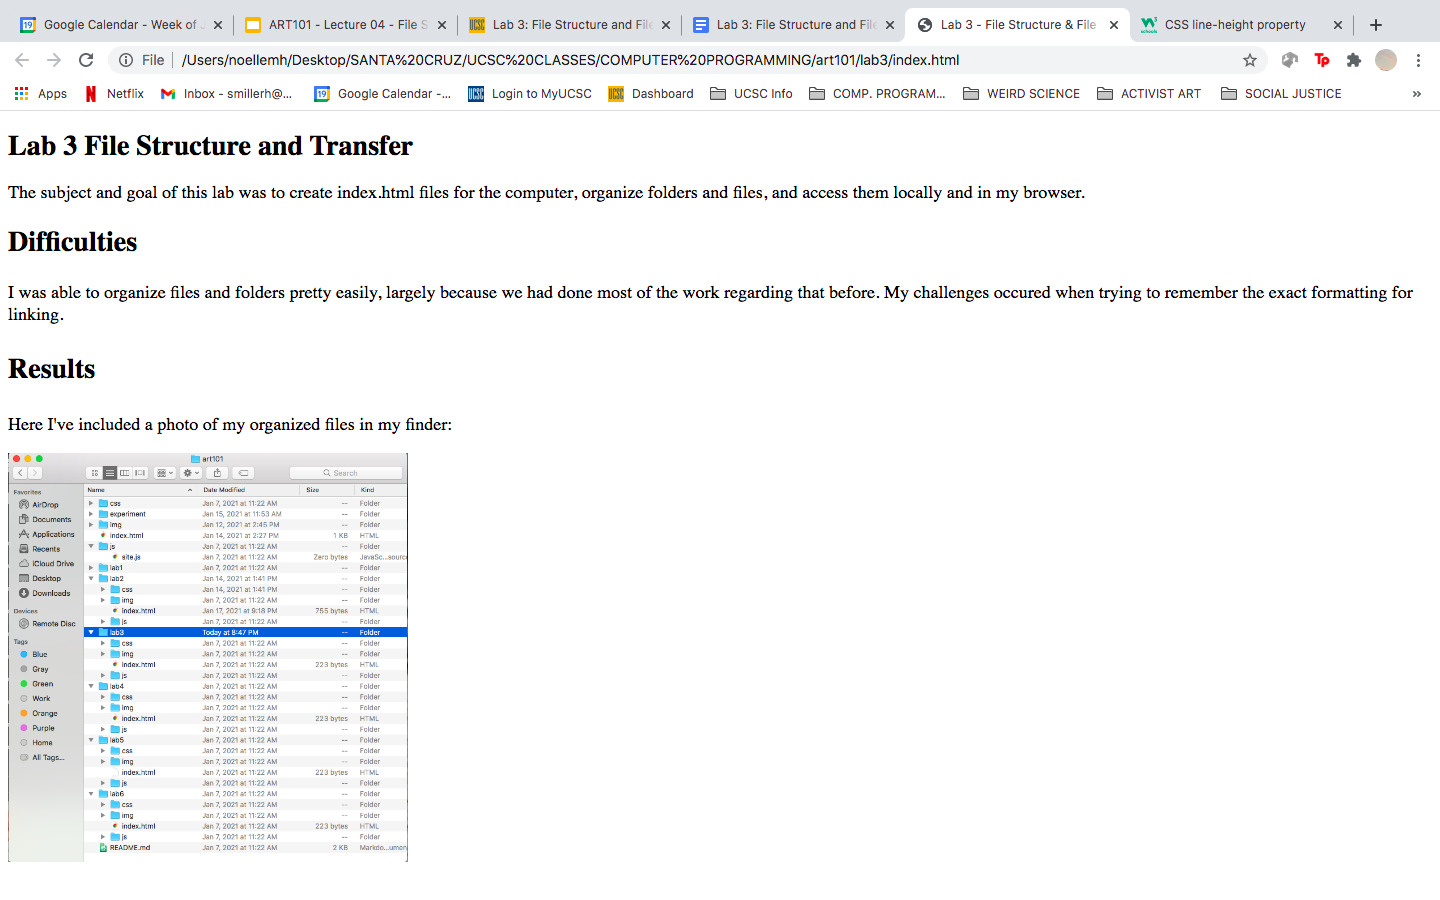 Google Calendar - Week of J
ART101 - Lecture 04 - File S
Lab 3: File Structure and File
Lab 3: File Structure and File
Lab 3 - File Structure & File
CSS line-height property
File
/Users/noellemh/Desktop/SANTA%20CRUZ/UCSC%20CLASSES/COMPUTER%20PROGRAMMING/art101/lab3/index.html
Apps
Netflix
Inbox - smillerh@...
Google Calendar -...
Login to MyUCSC
Dashboard
UCSC Info
COMP. PROGRAM...
WEIRD SCIENCE
ACTIVIST ART
SOCIAL JUSTICE
»
Lab 3 File Structure and Transfer
The subject and goal of this lab was to create index.html files for the computer, organize folders and files, and access them locally and in my browser.
Difficulties
I was able to organize files and folders pretty easily, largely because we had done most of the work regarding that before. My challenges occured when trying to remember the exact formatting for
linking.
Results
Here I've included a photo of my organized files in my finder:
art101
Search
Favorites
AirDrop
Documents
Applications
Recents
iCloud Drive
Desktop
Downloads
Devices
Remote Disc
Tags
Blue
Gray
Green
Work
Orange
Purple
Home
All Tags...
Name Date Modified Size Kind
css Jan 7, 2021 at 11:22 AM -- Folder
experiment Jan 15, 2021 at 11:53 AM -- Folder
img Jan 12, 2021 at 2:45 PM -- Folder
index.html Jan 14, 2021 at 2:27 PM 1 KB HTML
js Jan 7, 2021 at 11:22 AM -- Folder
site.js Jan 7, 2021 at 11:22 AM Zero bytes JavaSc...sourc
lab1 Jan 7, 2021 at 11:22 AM -- Folder
lab2 Jan 14, 2021 at 1:41 PM -- Folder
css Jan 14, 2021 at 1:41 PM -- Folder
img Jan 7, 2021 at 11:22 AM -- Folder
index.html Jan 17, 2021 at 9:18 PM 755 bytes HTML
js Jan 7, 2021 at 11:22 AM -- Folder
lab3 Today at 8:47 PM -- Folder
css Jan 7, 2021 at 11:22 AM -- Folder
img Jan 7, 2021 at 11:22 AM -- Folder
index.html Jan 7, 2021 at 11:22 AM 223 bytes HTML
js Jan 7, 2021 at 11:22 AM -- Folder
lab4 Jan 7, 2021 at 11:22 AM -- Folder
css Jan 7, 2021 at 11:22 AM -- Folder
img Jan 7, 2021 at 11:22 AM -- Folder
index.html Jan 7, 2021 at 11:22 AM 223 bytes HTML
js Jan 7, 2021 at 11:22 AM -- Folder
lab5 Jan 7, 2021 at 11:22 AM -- Folder
css Jan 7, 2021 at 11:22 AM -- Folder
img Jan 7, 2021 at 11:22 AM -- Folder
index.html Jan 7, 2021 at 11:22 AM 223 bytes HTML
js Jan 7, 2021 at 11:22 AM -- Folder
lab6 Jan 7, 2021 at 11:22 AM -- Folder
css Jan 7, 2021 at 11:22 AM -- Folder
img Jan 7, 2021 at 11:22 AM -- Folder
index.html Jan 7, 2021 at 11:22 AM 223 bytes HTML
js Jan 7, 2021 at 11:22 AM -- Folder
README.md Jan 7, 2021 at 11:22 AM 2 KB Markdo...umen